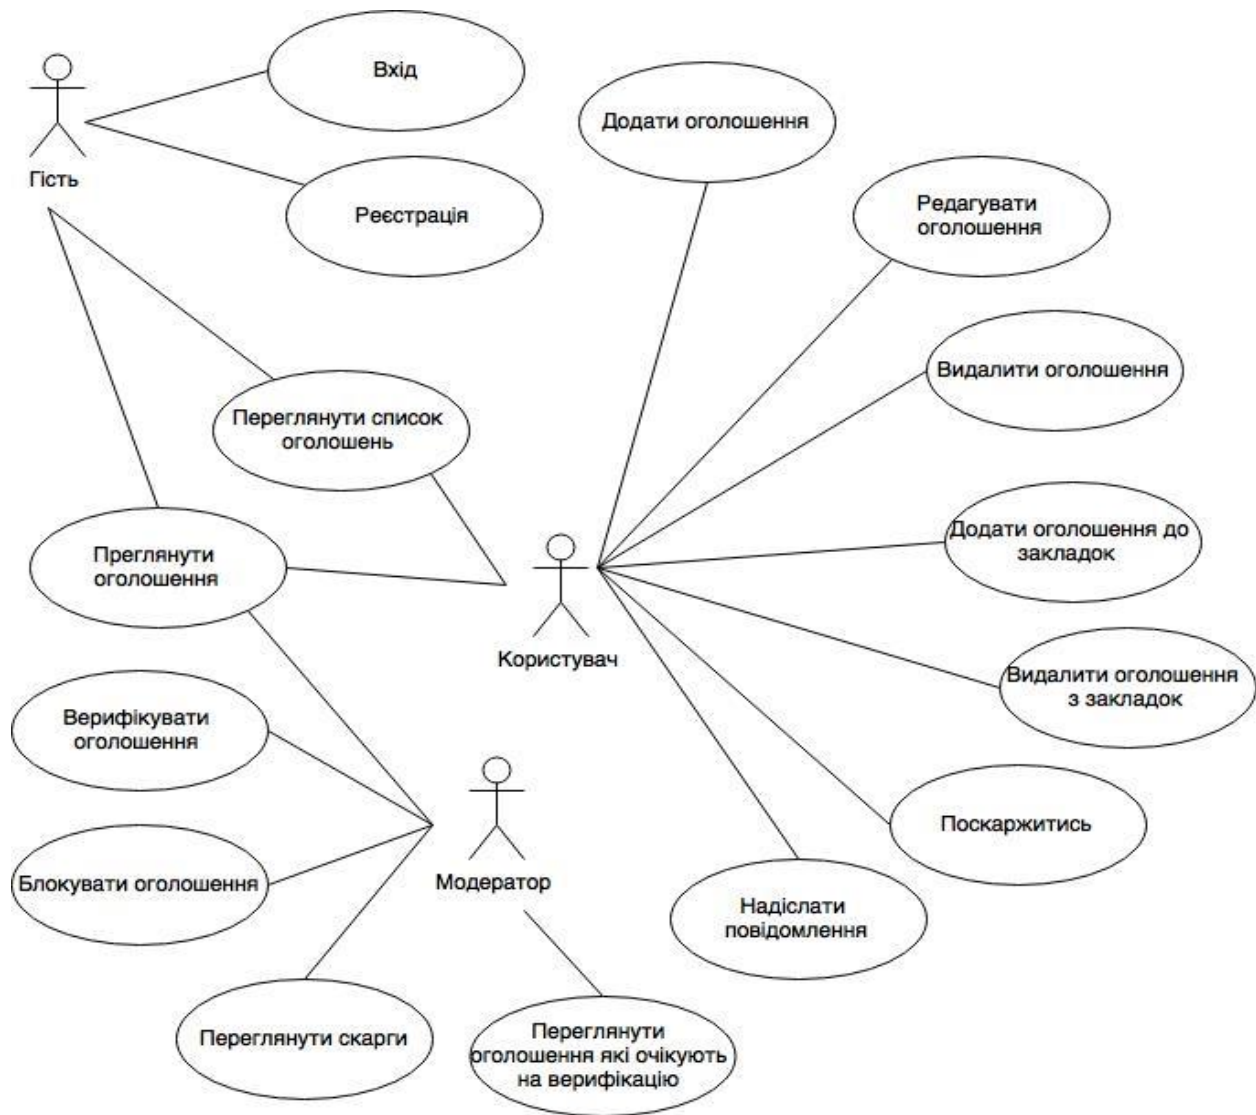 Вхід
Гість
Реєстрація
Додати оголошення
Редагувати
оголошення
Видалити оголошення
Переглянути список
оголошень
Преглянути
оголошення
Додати оголошення до
закладок
Користувач
Видалити оголошення
з закладок
Верифікувати
оголошення
Поскаржитись
Блокувати оголошення
Модератор
Надіслати
повідомлення
Переглянути скарги
Переглянути
оголошення які очікують
на верифікацію